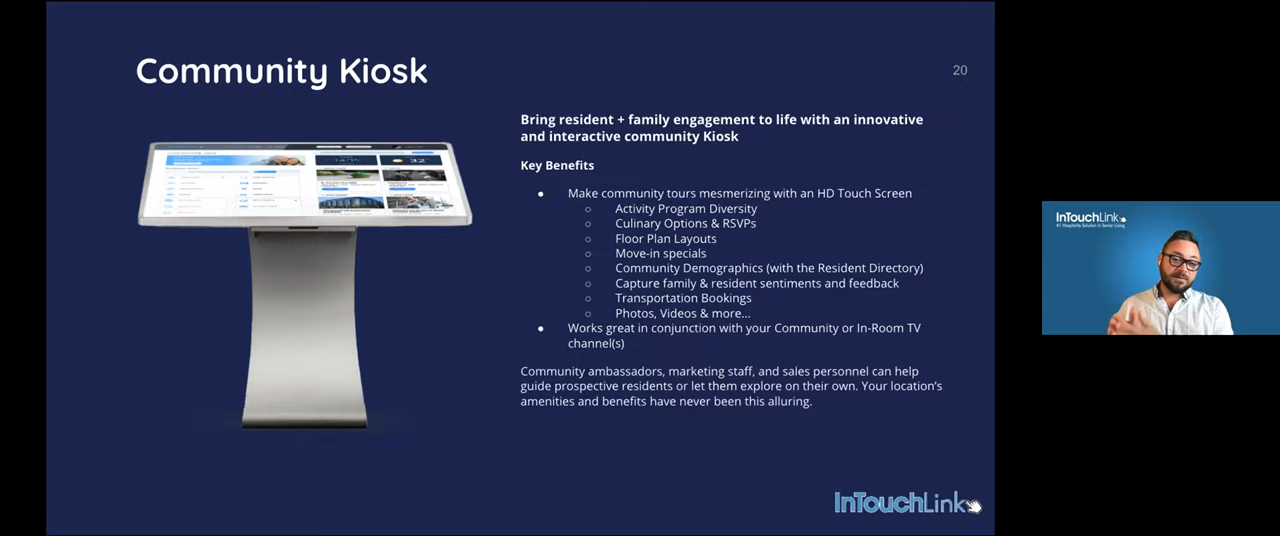 Community Kiosk
20
Bring resident + family engagement to life with an innovative
and interactive community Kiosk
Key Benefits
● Make community tours mesmerizing with an HD Touch Screen
○ Activity Program Diversity
○ Culinary Options & RSVPs
○ Floor Plan Layouts
○ Move-in specials
○ Community Demographics (with the Resident Directory)
○ Capture family & resident sentiments and feedback
○ Transportation Bookings
○ Photos, Videos & more...
● Works great in conjunction with your Community or In-Room TV
channel(s)
Community ambassadors, marketing staff, and sales personnel can help
guide prospective residents or let them explore on their own. Your location's
amenities and benefits have never been this alluring.
InTouchLink
InTouchLink
#1 Hospitality Solution in Senior Living
32